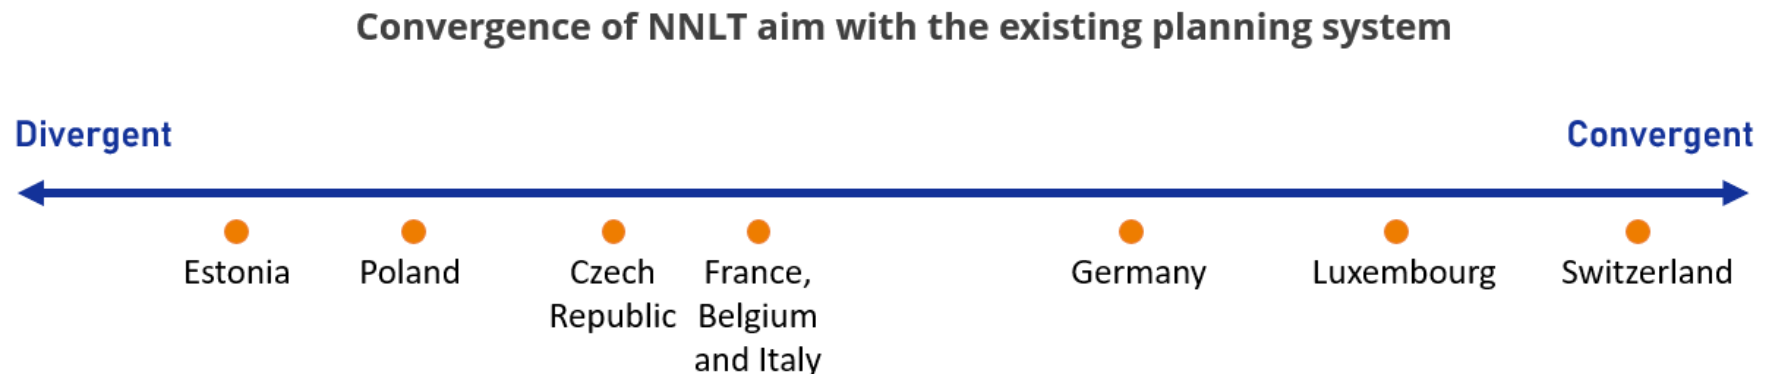 Convergence of NNLT aim with the existing planning system
Divergent
Convergent
Estonia
Poland
Czech
Republic
France,
Belgium
and Italy
Germany
Luxembourg
Switzerland